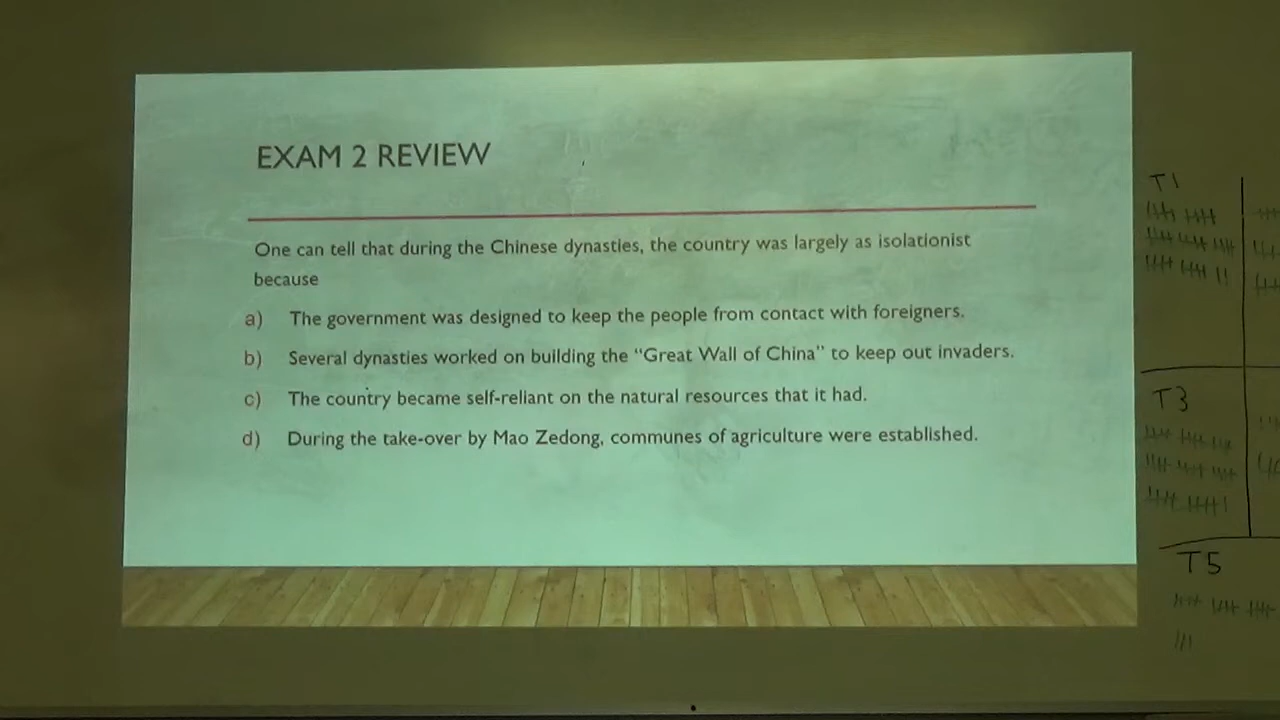 EXAM 2 REVIEW
One can tell that during the Chinese dynasties, the country was largely as isolationist
because
a) The government was designed to keep the people from contact with foreigners.
b) Several dynasties worked on building the “Great Wall of China” to keep out invaders.
c) The country became self-reliant on the natural resources that it had.
d) During the take-over by Mao Zedong, communes of agriculture were established.
T1
T3
T5